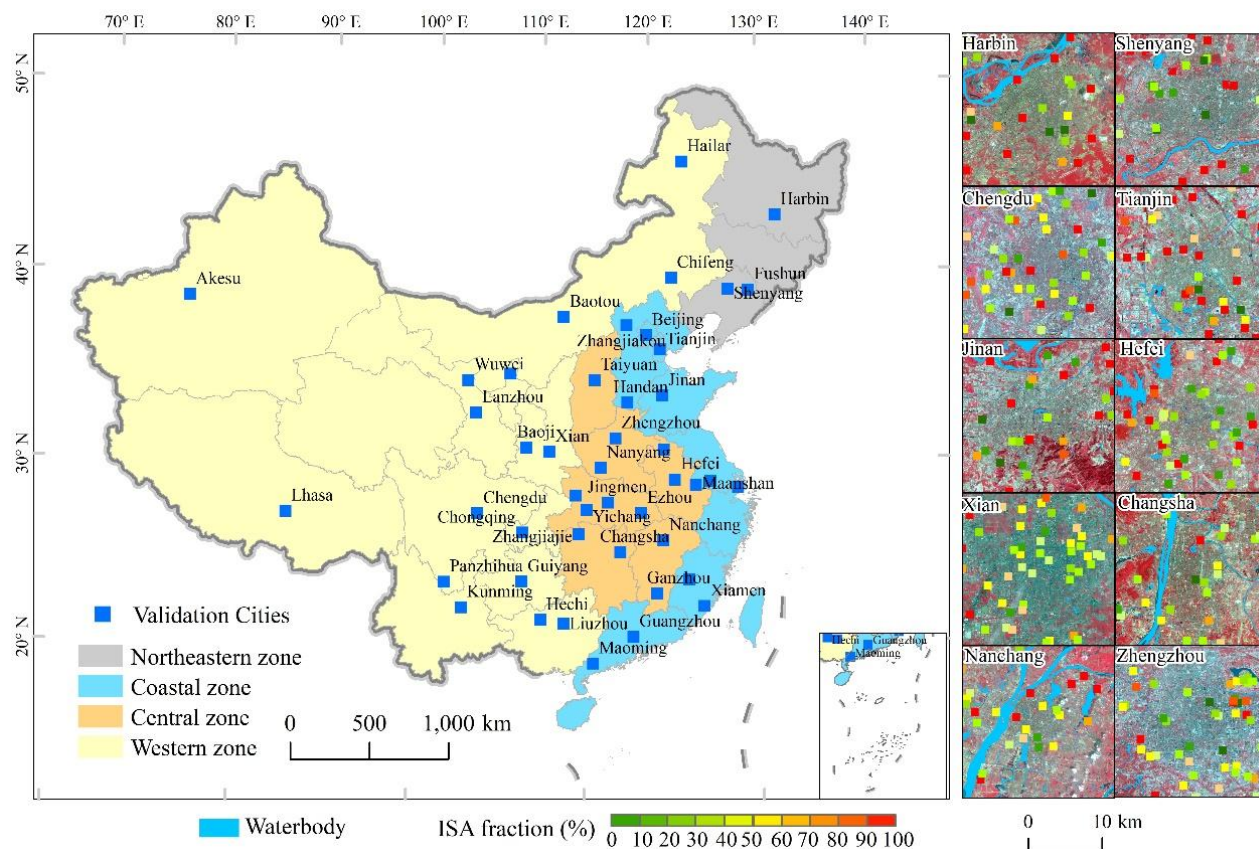 70° E 80° E 90° E 100° E 110° E 120° E 130° E 140° E
50° N
40° N
30° N
20° N
Hailar
Harbin
Akesu
Chifeng
Fushun
Shenyang
Baotou
Beijing
Zhangjiakou
Tianjin
Wuwei
Taiyuan
Lanzhou
Handan
Jinan
Zhengzhou
Baoji
Xian
Nanyang
Hefei
Maanshan
Lhasa
Chengdu
Jingmen
Ezhou
Chongqing
Yichang
Nanchang
Zhangjiajie
Changsha
Panzhihua
Guiyang
Ganzhou
Kunming
Xiamen
Hechi
Liuzhou
Guangzhou
Maoming
Validation Cities
Northeastern zone
Coastal zone
Central zone
Western zone
0 500 1,000 km
Hechi
Guangzhou
Maoming
Harbin
Shenyang
Chengdu
Tianjin
Jinan
Hefei
Xian
Changsha
Nanchang
Zhengzhou
Waterbody
ISA fraction (%)
0 10 20 30 40 60 70 80 90 100
0 10 km